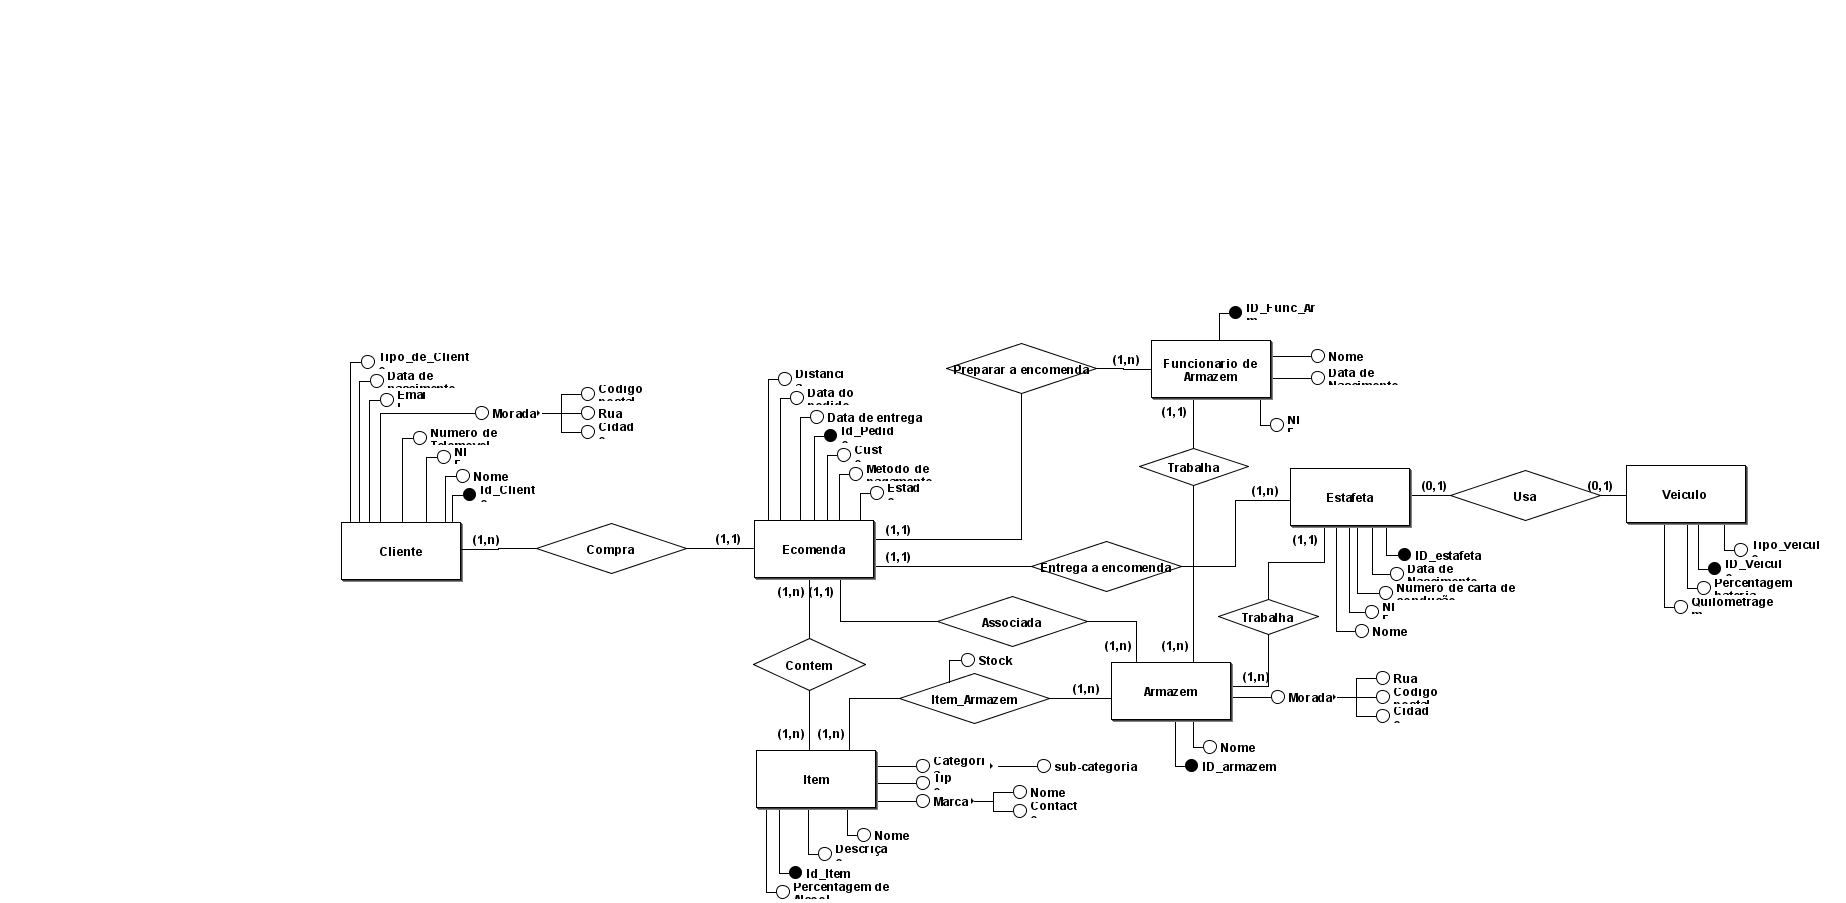 ID_Func_Ar
m
Funcionario de
Armazem
Nome
Data de
Nascimento
NI
F
(1,1)
(1,n)
Preparar a encomenda
Tipo_de_Client
e
Data de
nascimento
Emai
l
Morada
Codigo
postal
Rua
Cidad
e
Numero de
Telemovel
NI
F
Nome
Id_Client
e
Cliente
(1,n)
Compra
(1,1)
Distanci
a
Data do
pedido
Data de entrega
Id_Pedid
o
Cust
o
Metodo de
pagamento
Estad
o
Ecomenda
(1,1)
(1,1)
(1,n) (1,1)
Entrega a encomenda
(1,n)
Trabalha
Estafeta
(0,1)
Usa
(0,1)
Veiculo
Tipo_veicul
o
ID_Veicul
o
Percentagem
bateria
Quilometrage
m
(1,1)
ID_estafeta
Data de
Nascimento
Numero de carta de
condução
NI
F
Nome
Trabalha
Associada
(1,n)
(1,n)
(1,n)
Contem
Stock
Item_Armazem
(1,n)
Armazem
Morada
Rua
Codigo
postal
Cidad
e
Nome
ID_armazem
(1,n)
(1,n)
Item
Categori
a
sub-categoria
Tip
o
Marca
Nome
Contact
o
Nome
Descriça
o
Id_Item
Percentagem de
Alcool